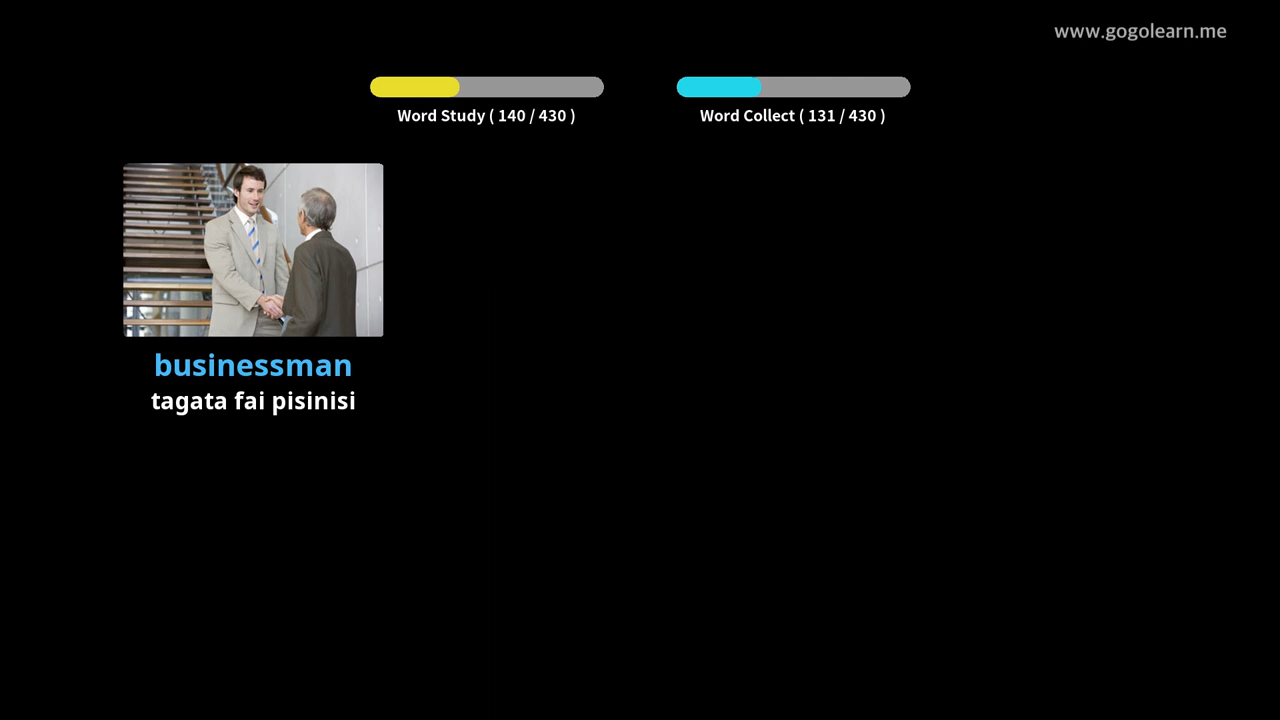 www.gogolearn.me
Word Study ( 140 / 430 )
Word Collect ( 131 / 430 )
businessman
tagata fai pisinisi